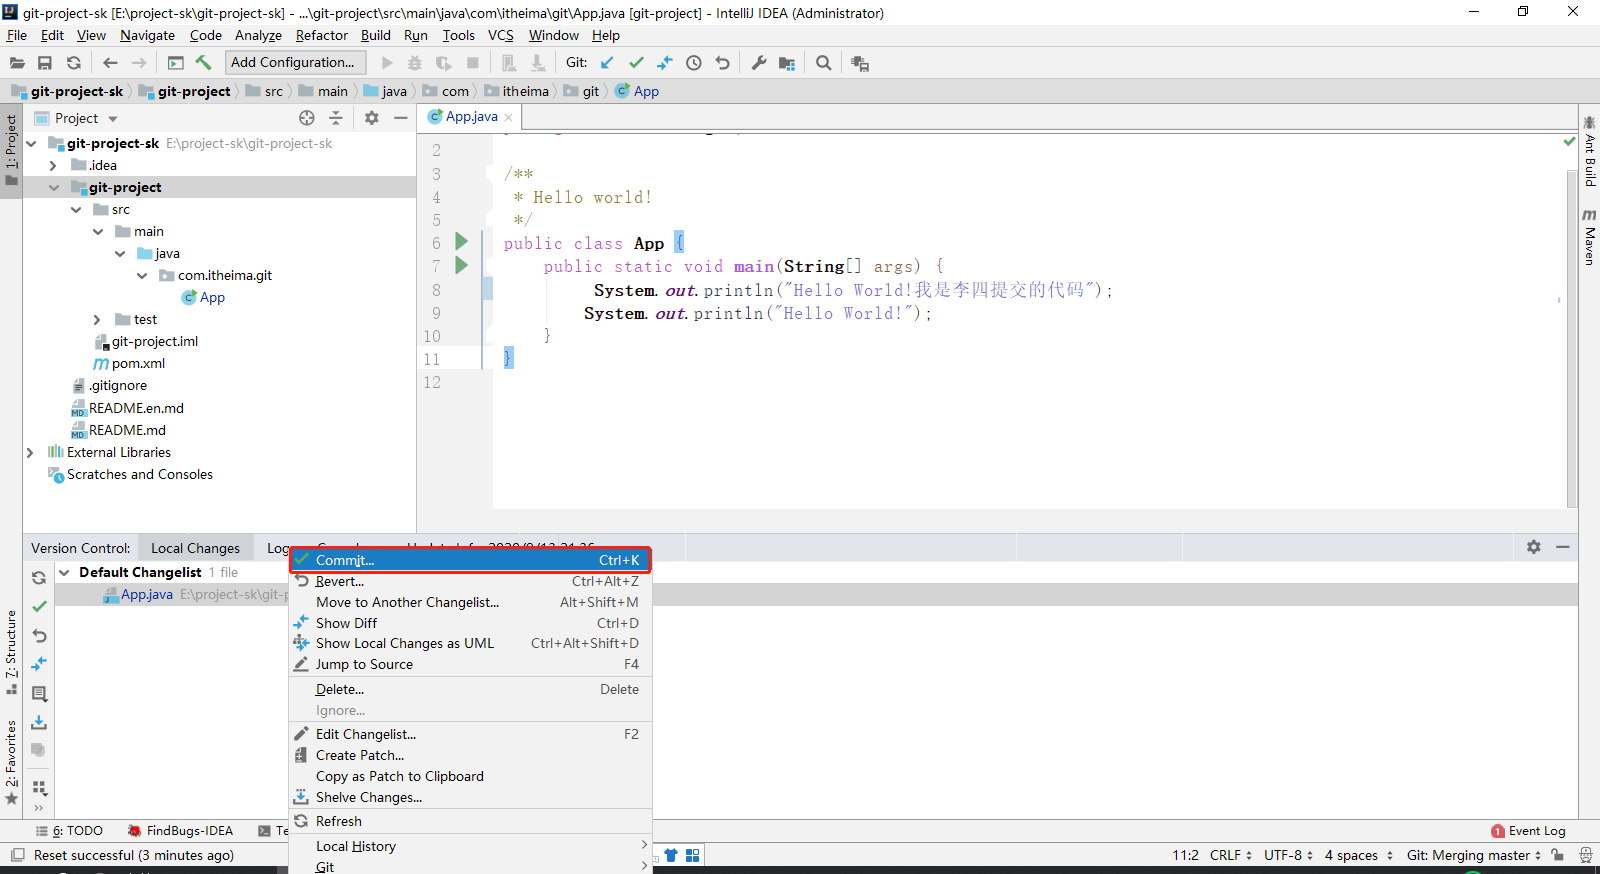 git-project-sk [E:\project-sk\git-project-sk] - ...\git-project\src\main\java\com\itheima\git\App.java [git-project] - IntelliJ IDEA (Administrator)
File Edit View Navigate Code Analyze Refactor Build Run Tools VCS Window Help
Add Configuration... Git:
git-project-sk git-project src main java com itheima git App
1: Project
Project
App.java
git-project-sk E:\project-sk\git-project-sk
.idea
git-project
src
main
java
com.itheima.git
App
test
git-project.iml
pom.xml
.gitignore
README.en.md
README.md
External Libraries
Scratches and Consoles
2
3 /**
4 * Hello world!
5 */
6 public class App {
7 public static void main(String[] args) {
8 System.out.println("Hello World!我是李四提交的代码");
9 System.out.println("Hello World!");
10 }
11 }
12
Ant Build
Maven
Version Control: Local Changes Log
Default Changelist 1 file
App.java E:\project-sk\git-p
Commit... Ctrl+K
Revert... Ctrl+Alt+Z
Move to Another Changelist... Alt+Shift+M
Show Diff Ctrl+D
Show Local Changes as UML Ctrl+Alt+Shift+D
Jump to Source F4
Delete... Delete
Ignore...
Edit Changelist... F2
Create Patch...
Copy as Patch to Clipboard
Shelve Changes...
Refresh
Local History
Git
7: Structure
2: Favorites
6: TODO FindBugs-IDEA Te
1 Event Log
Reset successful (3 minutes ago)
11:2 CRLF UTF-8 4 spaces Git: Merging master